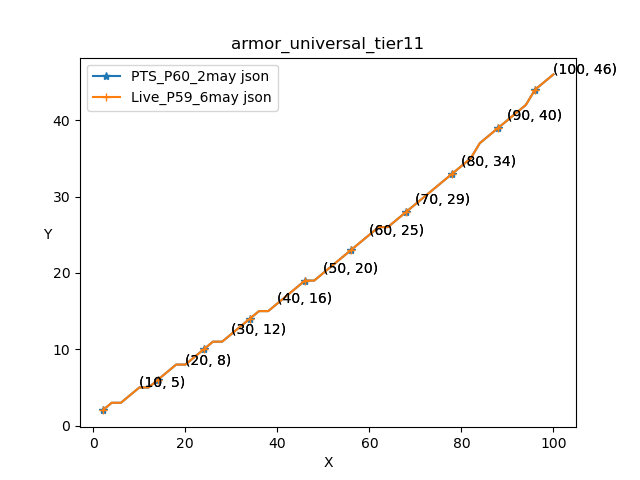 armor_universal_tier11
PTS_P60_2may json
Live_P59_6may json
(100, 46)
(90, 40)
(80, 34)
(70, 29)
(60, 25)
(50, 20)
(40, 16)
(30, 12)
(20, 8)
(10, 5)
Y
40
30
20
10
0
0 20 40 60 80 100
X